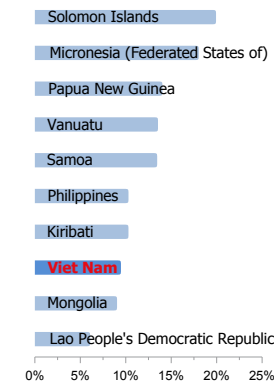 Solomon Islands
Micronesia (Federated States of)
Papua New Guinea
Vanuatu
Samoa
Philippines
Kiribati
Viet Nam
Mongolia
Lao People's Democratic Republic
0% 5% 10% 15% 20% 25%